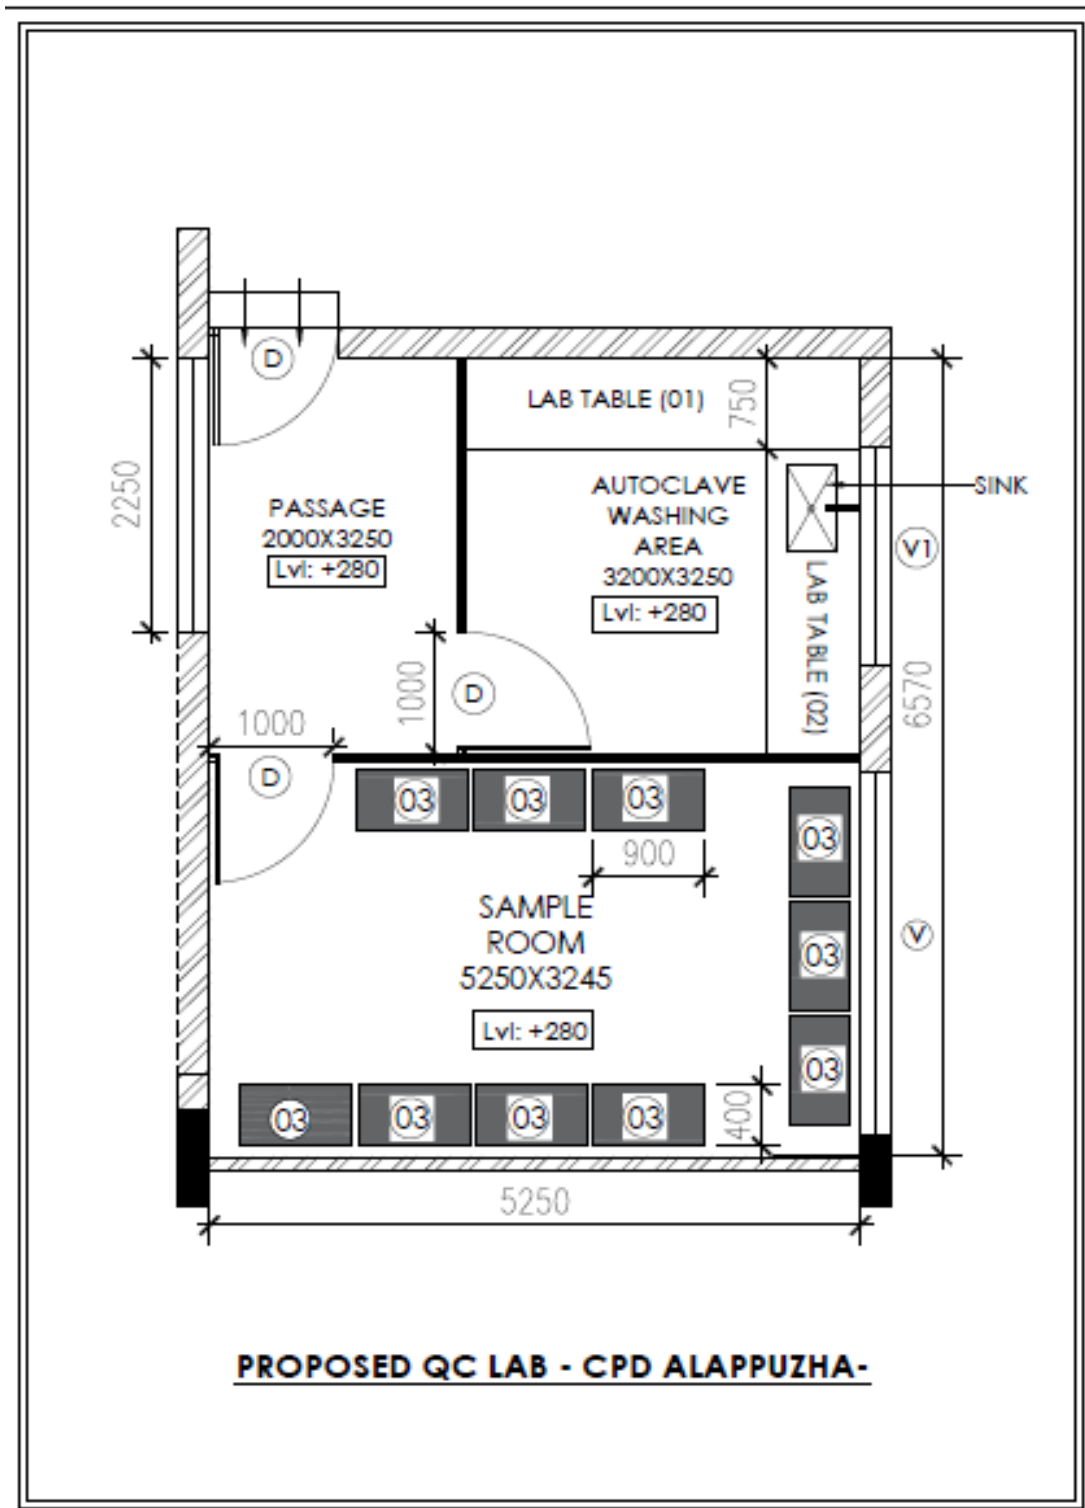 D
LAB TABLE (01)
750
2250
PASSAGE
2000X3250
Lvl: +280
AUTOCLAVE
WASHING
AREA
3200X3250
Lvl: +280
SINK
V1
LAB TABLE (02)
6570
1000
D
1000
D
03
03
03
03
900
SAMPLE
ROOM
5250X3245
Lvl: +280
03
V
03
03
03
03
03
400
5250
PROPOSED QC LAB - CPD ALAPPUZHA-